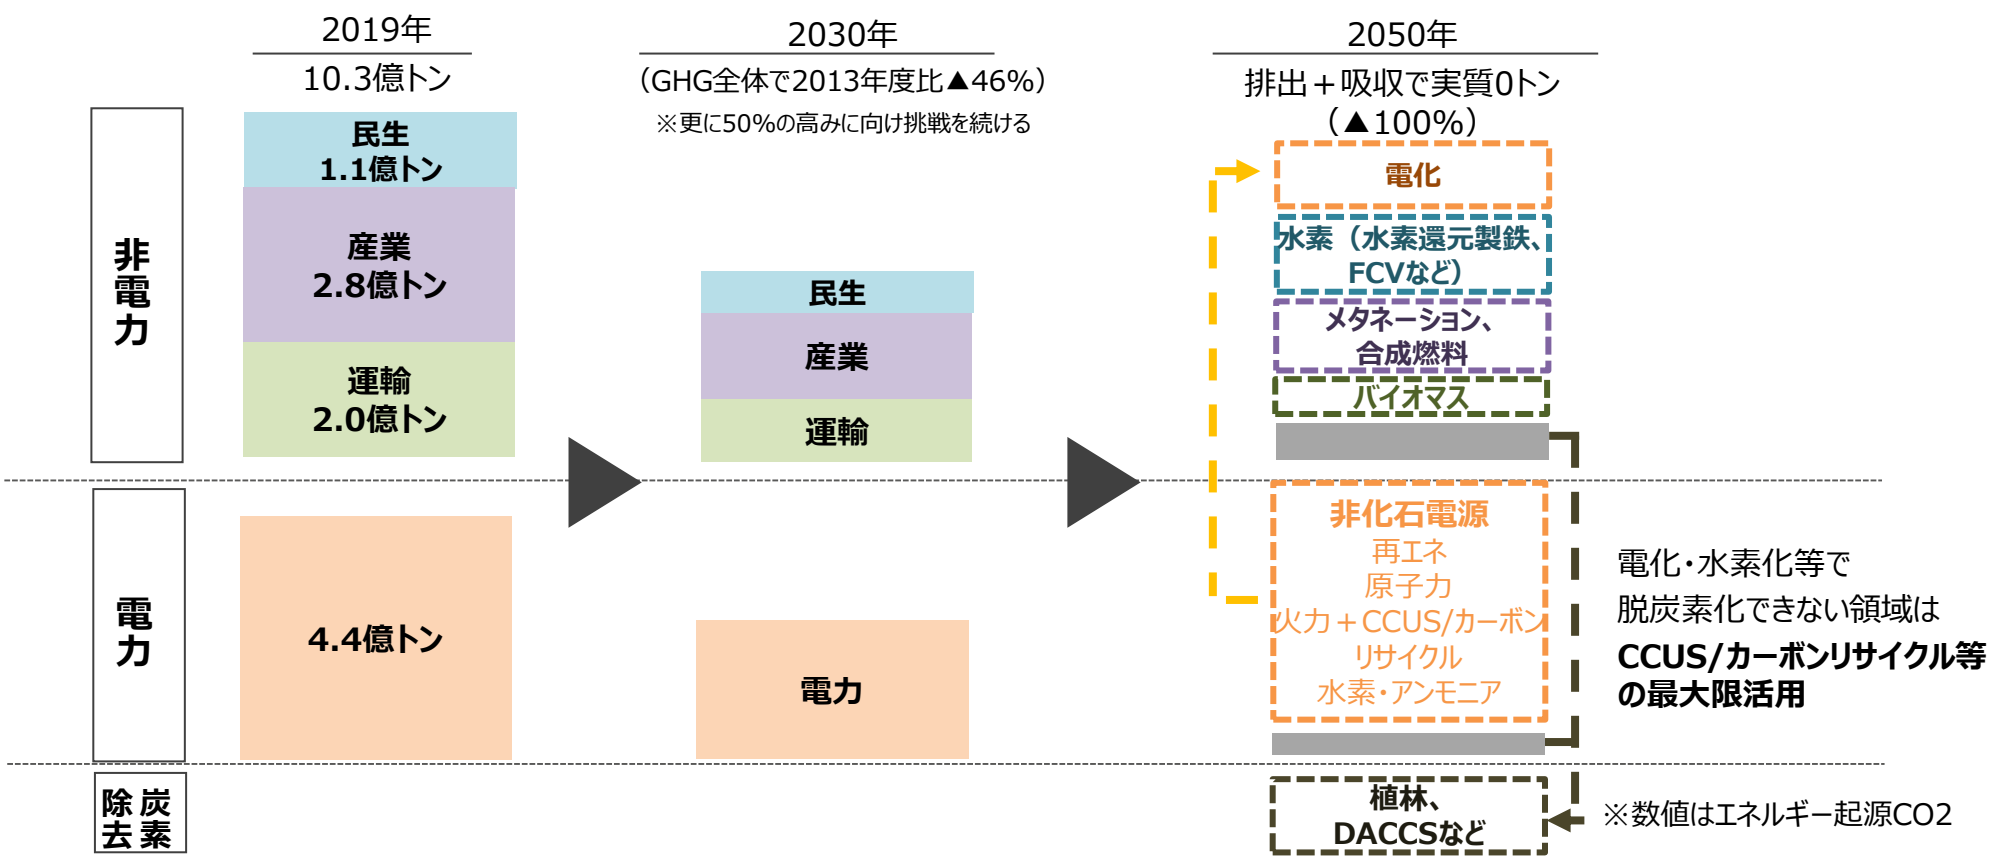 2019年
10.3億トン
2030年
（GHG全体で2013年度比▲46%）
※更に50%の高みに向け挑戦を続ける
2050年
排出＋吸収で実質0トン
（▲100%）
非電力
民生
1.1億トン
産業
2.8億トン
運輸
2.0億トン
民生
産業
運輸
電化
水素（水素還元製鉄、
FCVなど）
メタネーション、
合成燃料
バイオマス
電力
4.4億トン
電力
非化石電源
再エネ
原子力
火力＋CCUS/カーボン
リサイクル
水素・アンモニア
電化・水素化等で
脱炭素化できない領域は
CCUS/カーボンリサイクル等
の最大限活用
炭素
除去
植林、
DACCSなど
※数値はエネルギー起源CO2